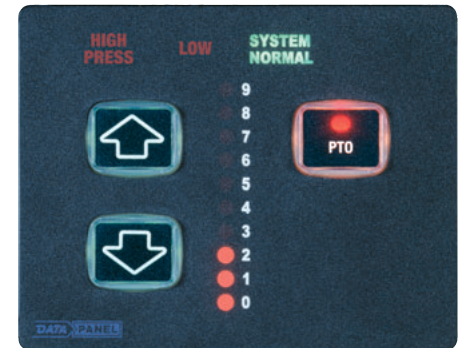 HIGH
PRESS
LOW
SYSTEM
NORMAL
9
8
7
6
5
4
3
2
1
0
PTO
DATA PANEL